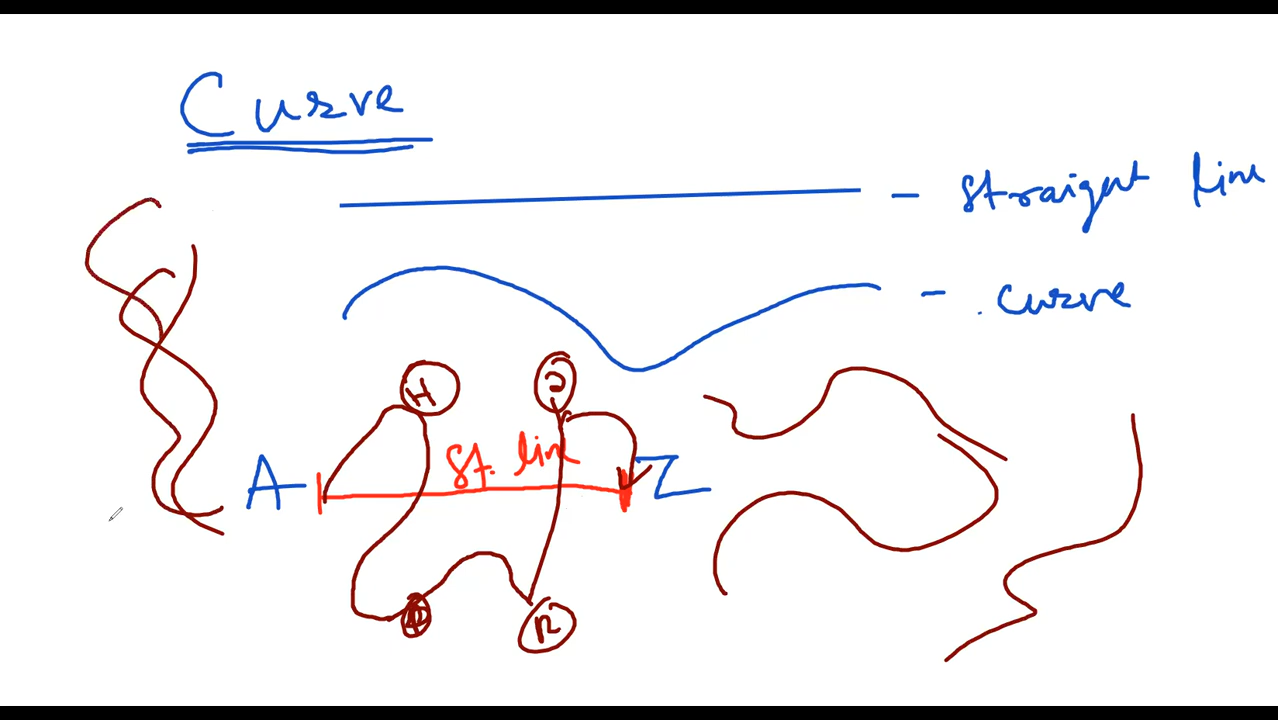 Curve
- straight line
- curve
H
St. line
A
Z
R